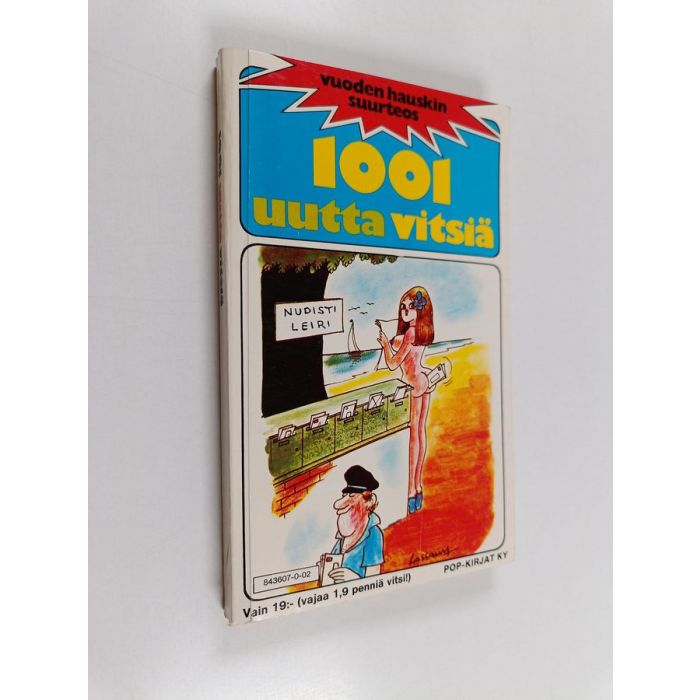 vuoden hauskin
suurteos
1001
uutta vitsiä
NUDISTI
LEIRI
843607-0-02
POP-KIRJAT KY
Vain 19:- (vajaa 1,9 penniä vitsi!)